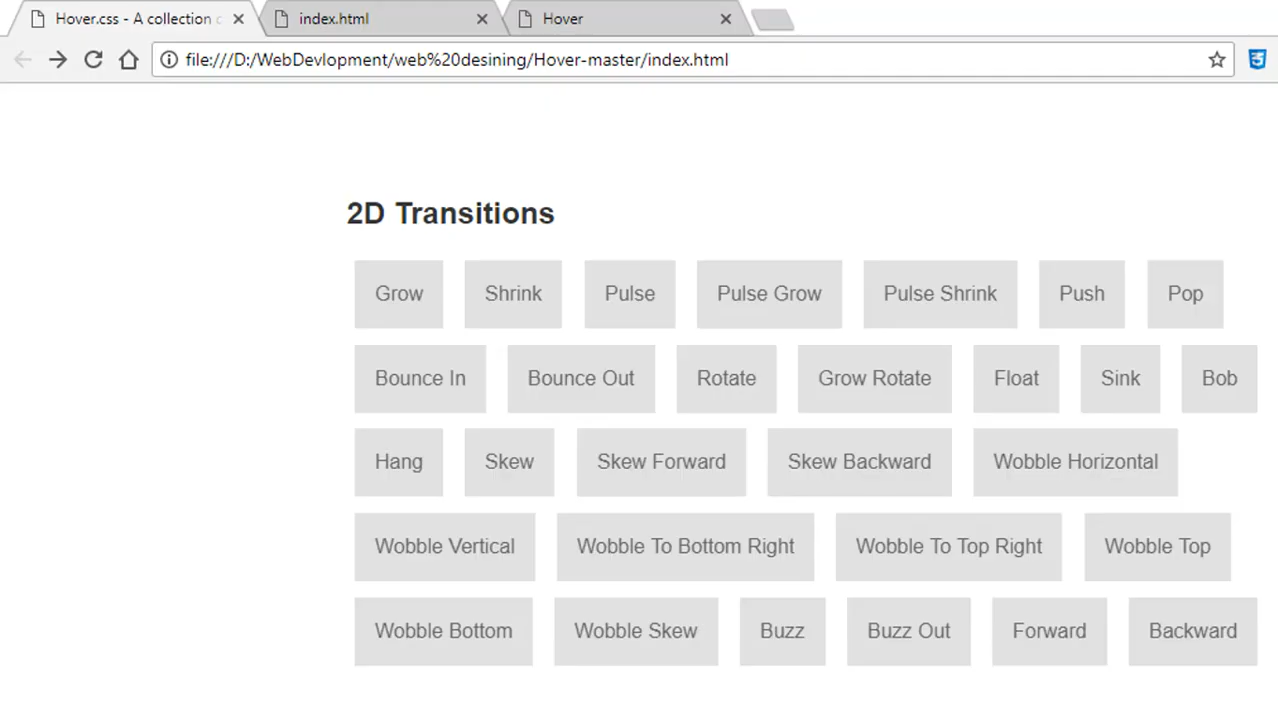 Hover.css - A collection
index.html
Hover
file:///D:/WebDevlopment/web%20desining/Hover-master/index.html
2D Transitions
Grow Shrink Pulse Pulse Grow Pulse Shrink Push Pop
Bounce In Bounce Out Rotate Grow Rotate Float Sink Bob
Hang Skew Skew Forward Skew Backward Wobble Horizontal
Wobble Vertical Wobble To Bottom Right Wobble To Top Right Wobble Top
Wobble Bottom Wobble Skew Buzz Buzz Out Forward Backward